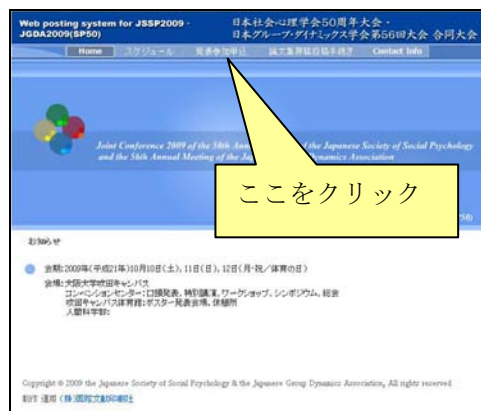 Web posting system for JSSP2009・
JGDA2009(SP50)
日本社会心理学会50周年大会・
日本グループ・ダイナミックス学会第56回大会 合同大会
Home スケジュール 発表参加申込 論文集原稿投稿手続き Contact Info
Joint Conference 2009 of the 50th of the Japanese Society of Social Psychology
and the 56th Annual Meeting of the Dynamics Association
ここをクリック
お知らせ
会期:2009年(平成21年)10月10日(土)、11日(日)、12日(月・祝/体育の日)
会場:大阪大学吹田キャンパス
コンベンションセンター:口頭発表、特別講演、ワークショップ、シンポジウム、総会
吹田キャンパス体育館:ポスター発表会場、休憩所
人間科学部:
Copyright © 2009 the Japanese Society of Social Psychology & the Japanese Group Dynamics Association, All rights reserved
制作 運用 (株)国際文献印刷社